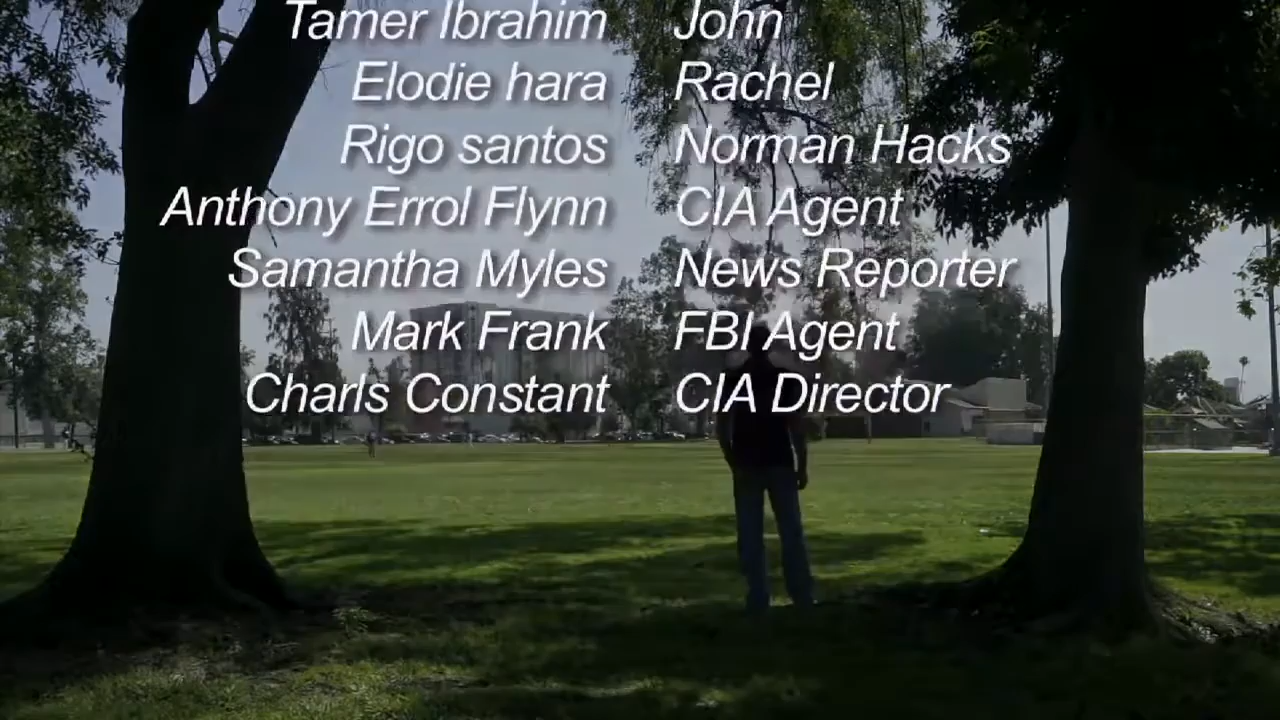 Tamer Ibrahim John
Elodie hara Rachel
Rigo santos Norman Hacks
Anthony Errol Flynn CIA Agent
Samantha Myles News Reporter
Mark Frank FBI Agent
Charls Constant CIA Director